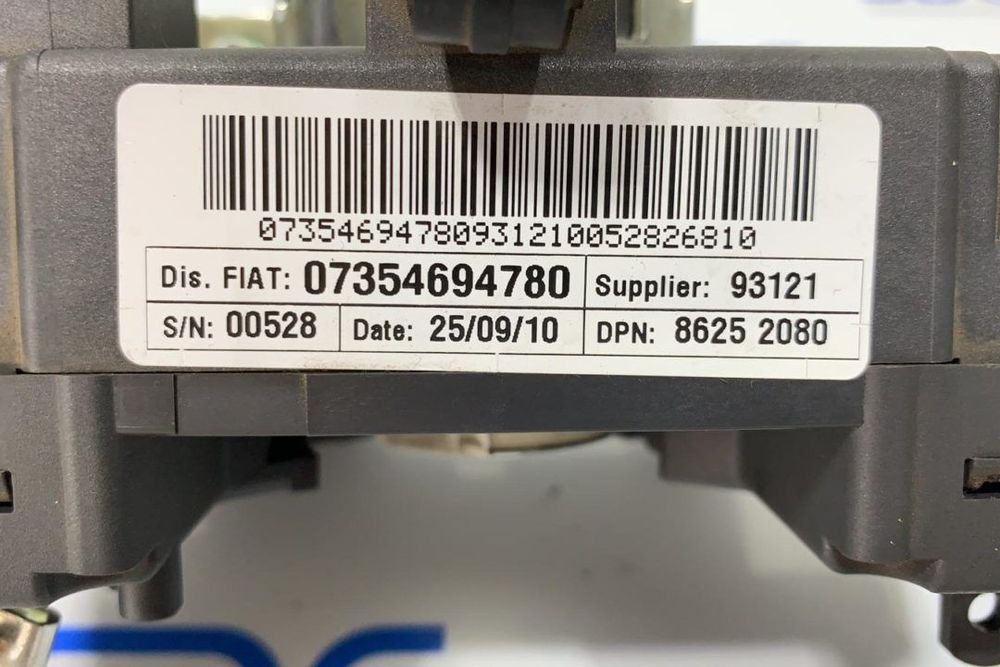 07354694780931210052826810
Dis. FIAT: 07354694780 Supplier: 93121
S/N: 00528 Date: 25/09/10 DPN: 8625 2080